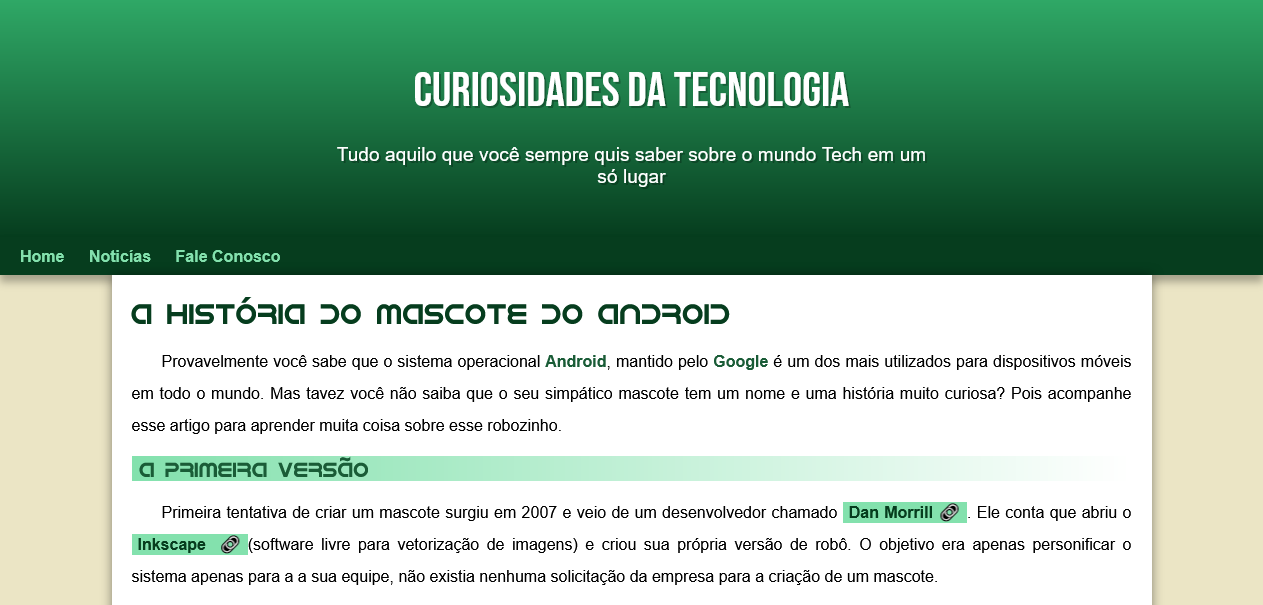 CURIOSIDADES DA TECNOLOGIA
Tudo aquilo que você sempre quis saber sobre o mundo Tech em um
só lugar
Home Noticías Fale Conosco
A HISTÓRIA DO MASCOTE DO ANDROID
Provavelmente você sabe que o sistema operacional Android, mantido pelo Google é um dos mais utilizados para dispositivos móveis
em todo o mundo. Mas tavez você não saiba que o seu simpático mascote tem um nome e uma história muito curiosa? Pois acompanhe
esse artigo para aprender muita coisa sobre esse robozinho.
A PRIMEIRA VERSÃO
Primeira tentativa de criar um mascote surgiu em 2007 e veio de um desenvolvedor chamado Dan Morrill . Ele conta que abriu o
Inkscape (software livre para vetorização de imagens) e criou sua própria versão de robô. O objetivo era apenas personificar o
sistema apenas para a a sua equipe, não existia nenhuma solicitação da empresa para a criação de um mascote.